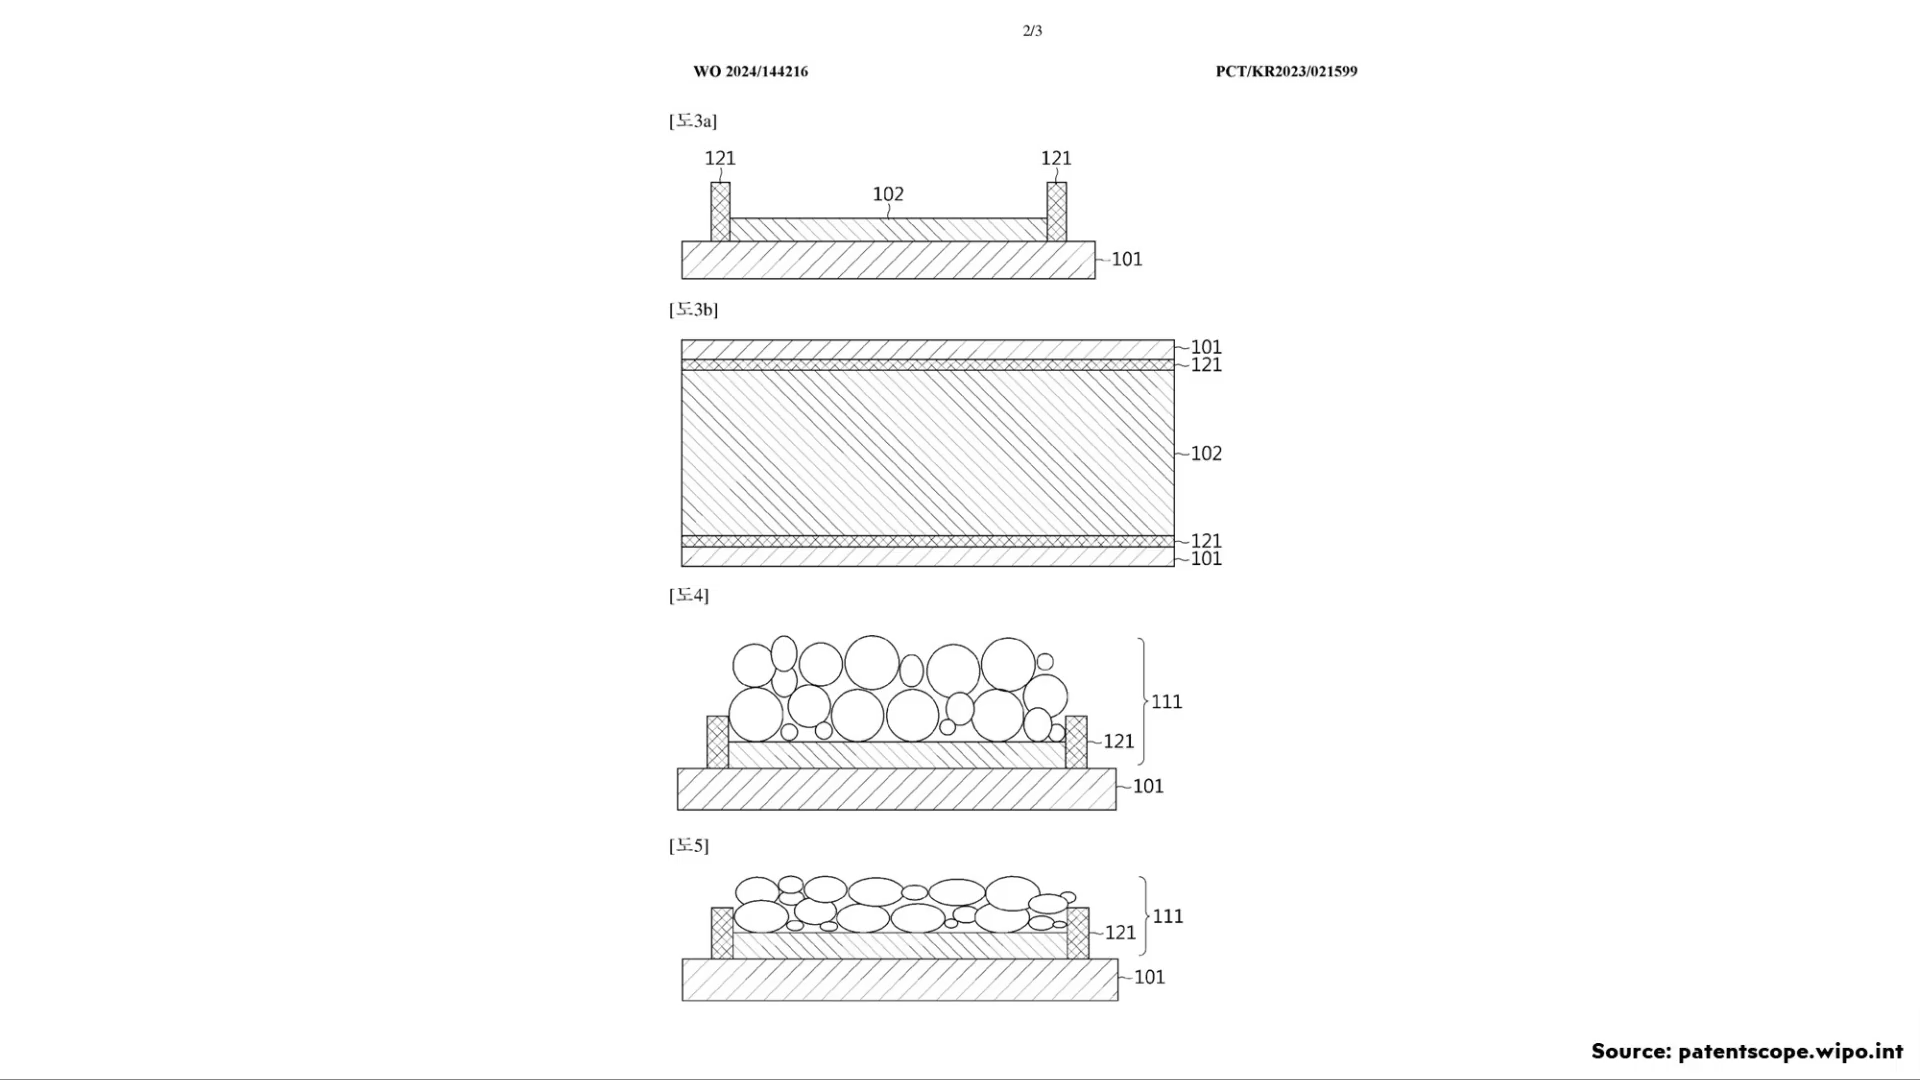 2/3
WO 2024/144216 PCT/KR2023/021599
[도3a]
121 121
102
101
[도3b]
101
121
102
121
101
[도4]
111
121
101
[도5]
111
121
101
Source: patentscope.wipo.int